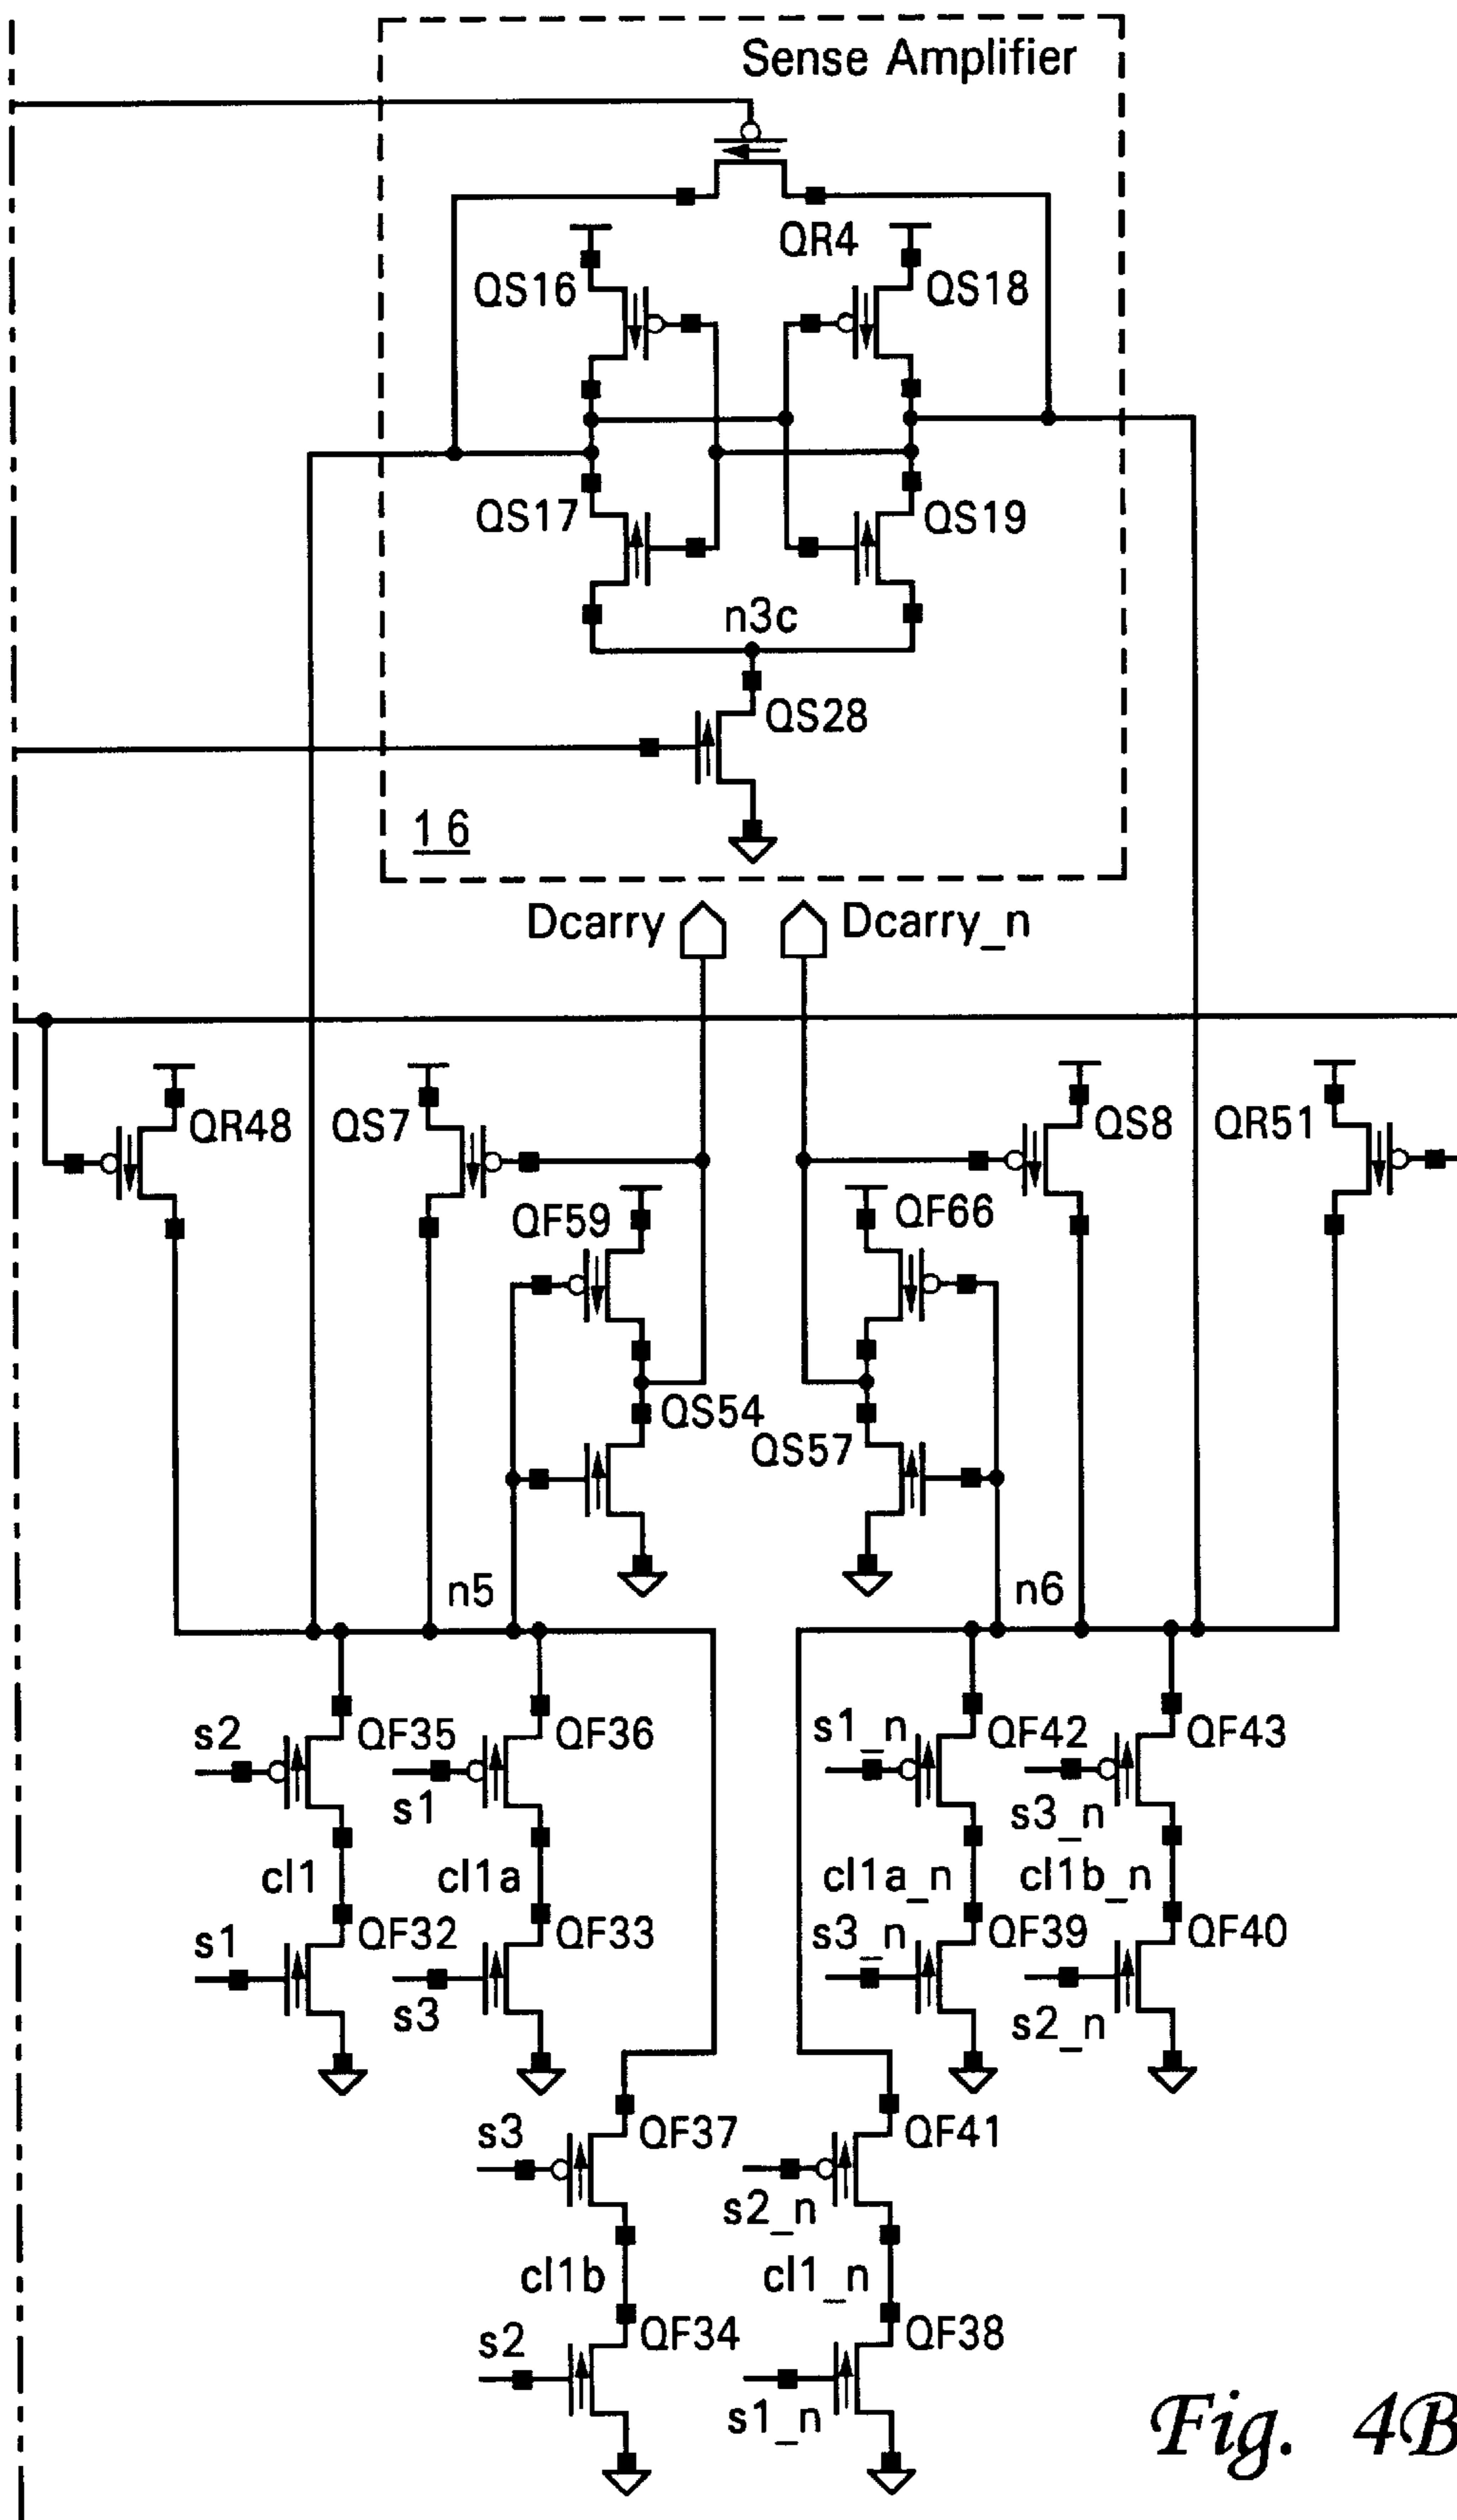 Sense Amplifier
QR4
QS16
QS18
QS17
QS19
n3c
QS28
16
Dcarry
Dcarry_n
QR48
QS7
QS8
QR51
QF59
QF66
QS54
QS57
n5
n6
s2
QF35
QF36
s1
s1_n
QF42
QF43
s3_n
cl1
cl1a
cl1a_n
cl1b_n
s1
QF32
QF33
s3
s3_n
QF39
QF40
s2_n
s3
QF37
QF41
s2_n
cl1b
cl1_n
s2
QF34
QF38
s1_n
Fig. 4B